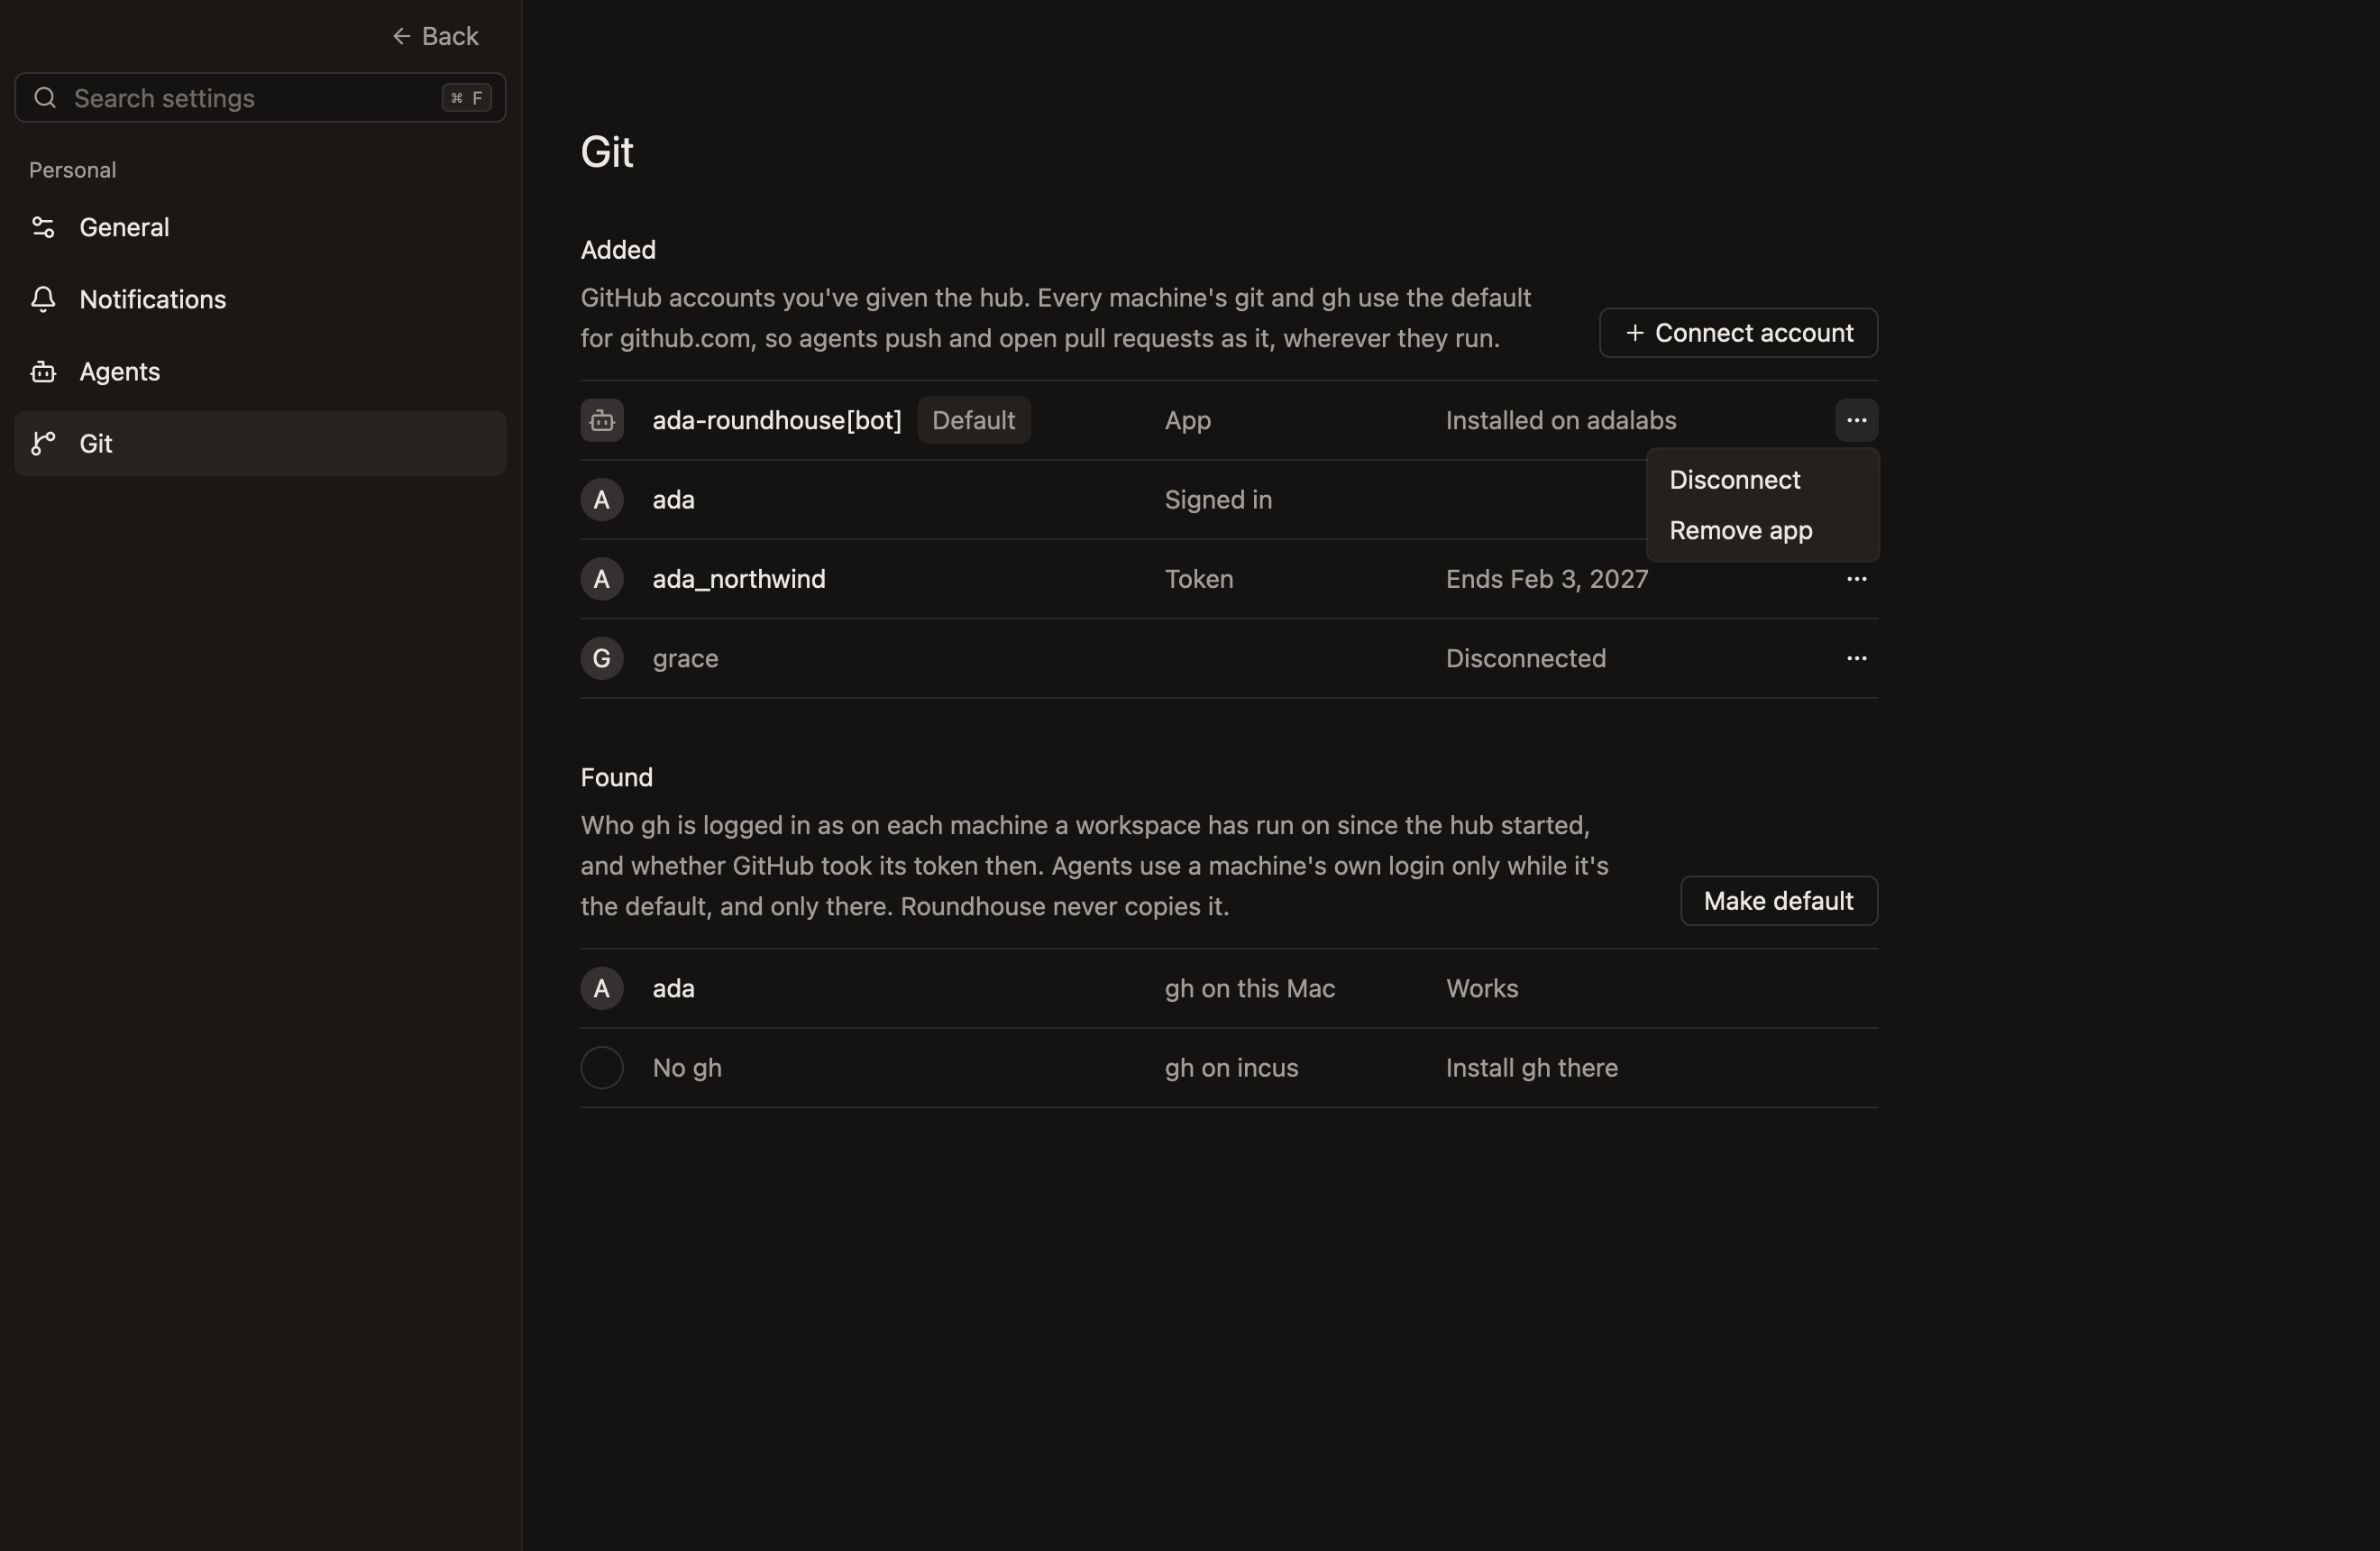 Back
Search settings
⌘ F
Personal
General
Notifications
Agents
Git
Git
Added
GitHub accounts you've given the hub. Every machine's git and gh use the default
for github.com, so agents push and open pull requests as it, wherever they run.
Connect account
ada-roundhouse[bot] Default App Installed on adalabs
Disconnect
Remove app
A ada Signed in
A ada_northwind Token Ends Feb 3, 2027
G grace Disconnected
Found
Who gh is logged in as on each machine a workspace has run on since the hub started,
and whether GitHub took its token then. Agents use a machine's own login only while it's
the default, and only there. Roundhouse never copies it.
Make default
A ada gh on this Mac Works
No gh gh on incus Install gh there